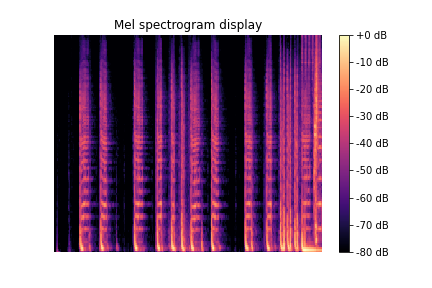 Mel spectrogram display
+0 dB
-10 dB
-20 dB
-30 dB
-40 dB
-50 dB
-60 dB
-70 dB
-80 dB